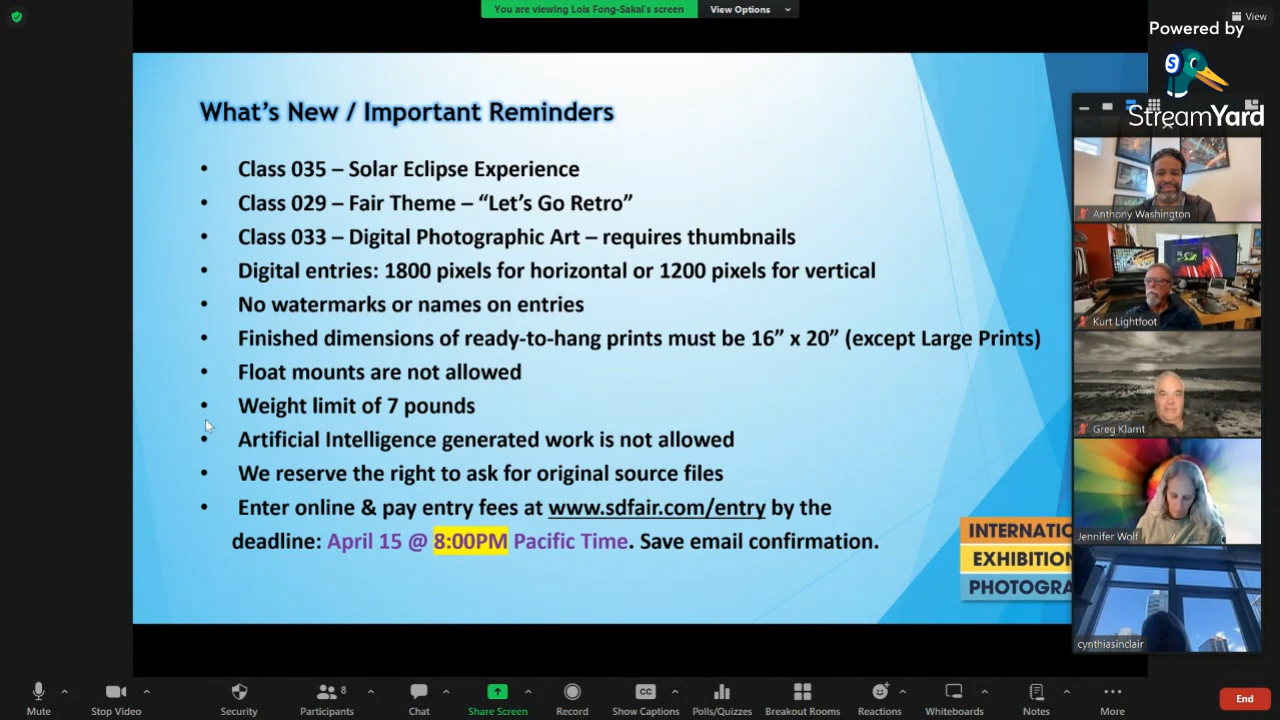 You are viewing Lois Fong-Sakai's screen
View Options
View
Powered by
StreamYard
What's New / Important Reminders
• Class 035 – Solar Eclipse Experience
• Class 029 – Fair Theme – “Let's Go Retro”
• Class 033 – Digital Photographic Art – requires thumbnails
• Digital entries: 1800 pixels for horizontal or 1200 pixels for vertical
• No watermarks or names on entries
• Finished dimensions of ready-to-hang prints must be 16” x 20” (except Large Prints)
• Float mounts are not allowed
• Weight limit of 7 pounds
• Artificial Intelligence generated work is not allowed
• We reserve the right to ask for original source files
• Enter online & pay entry fees at www.sdfair.com/entry by the
deadline: April 15 @ 8:00PM Pacific Time. Save email confirmation.
INTERNATIO
EXHIBITION
PHOTOGRA
Anthony Washington
Kurt Lightfoot
Greg Klamt
Jennifer Wolf
cynthiasinclair
Mute
Stop Video
Security
Participants
8
Chat
Share Screen
Record
CC
Show Captions
Polls/Quizzes
Breakout Rooms
Reactions
Whiteboards
Notes
More
End